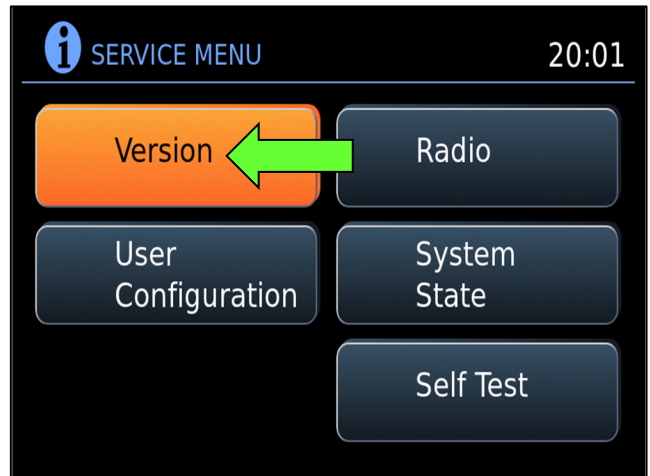 i SERVICE MENU 20:01
Version
Radio
User
Configuration
System
State
Self Test